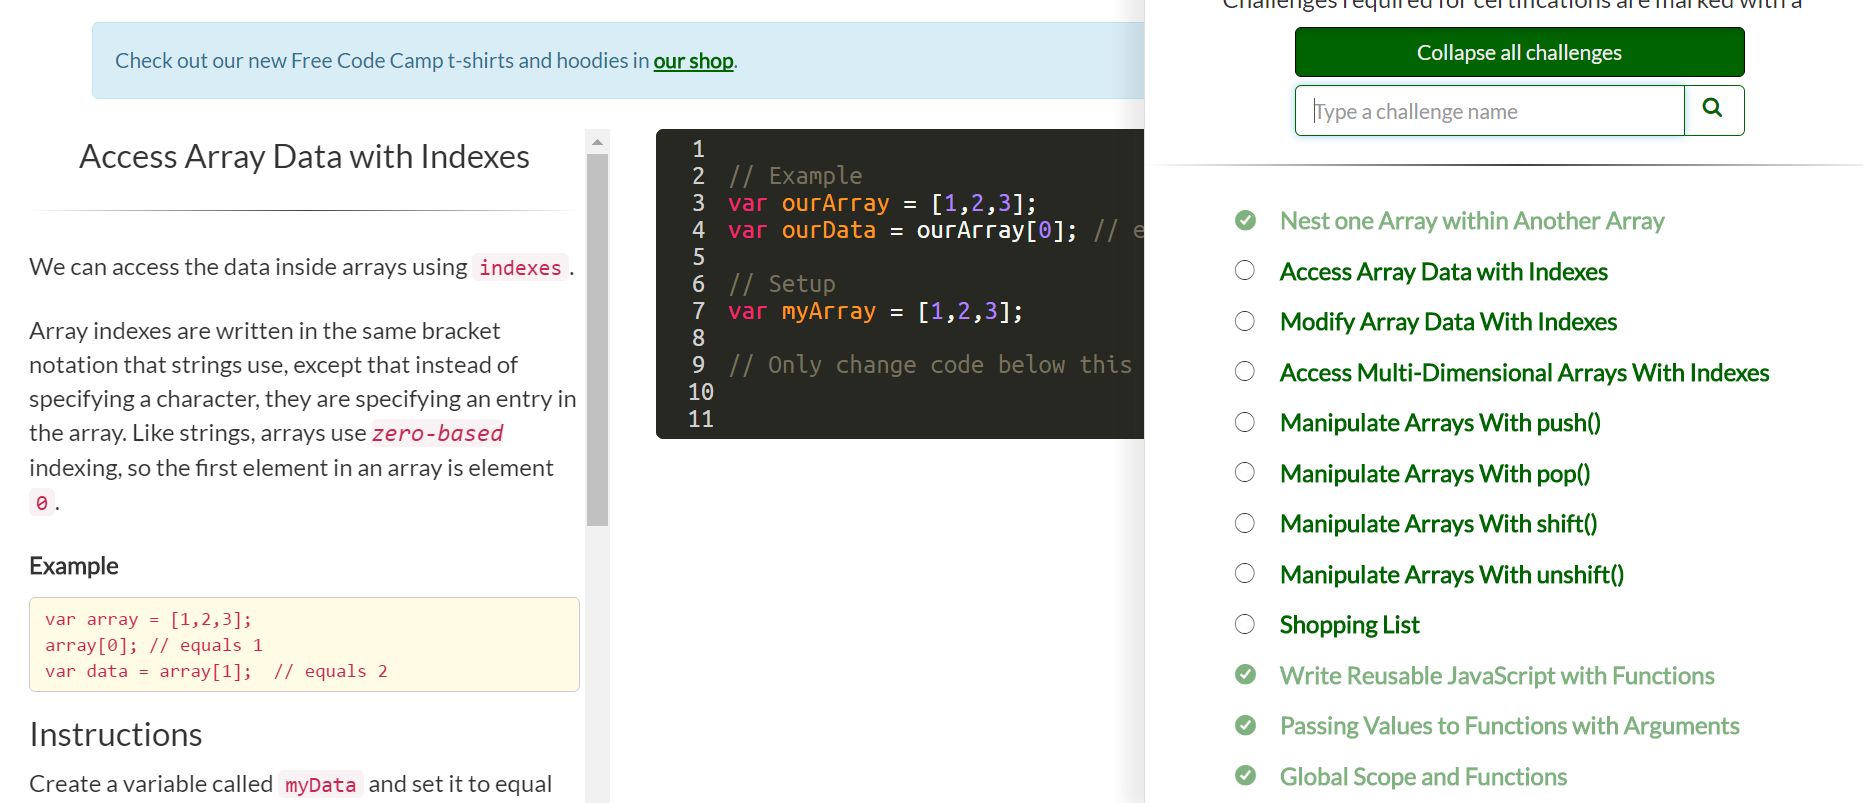 Challenges required for certifications are marked with a
Check out our new Free Code Camp t-shirts and hoodies in our shop.
Collapse all challenges
Type a challenge name
Access Array Data with Indexes
We can access the data inside arrays using indexes.
Array indexes are written in the same bracket
notation that strings use, except that instead of
specifying a character, they are specifying an entry in
the array. Like strings, arrays use zero-based
indexing, so the first element in an array is element
0.
Example
var array = [1,2,3];
array[0]; // equals 1
var data = array[1];  // equals 2
Instructions
Create a variable called myData and set it to equal
1
2 // Example
3 var ourArray = [1,2,3];
4 var ourData = ourArray[0]; // e
5
6 // Setup
7 var myArray = [1,2,3];
8
9 // Only change code below this
10
11
Nest one Array within Another Array
Access Array Data with Indexes
Modify Array Data With Indexes
Access Multi-Dimensional Arrays With Indexes
Manipulate Arrays With push()
Manipulate Arrays With pop()
Manipulate Arrays With shift()
Manipulate Arrays With unshift()
Shopping List
Write Reusable JavaScript with Functions
Passing Values to Functions with Arguments
Global Scope and Functions